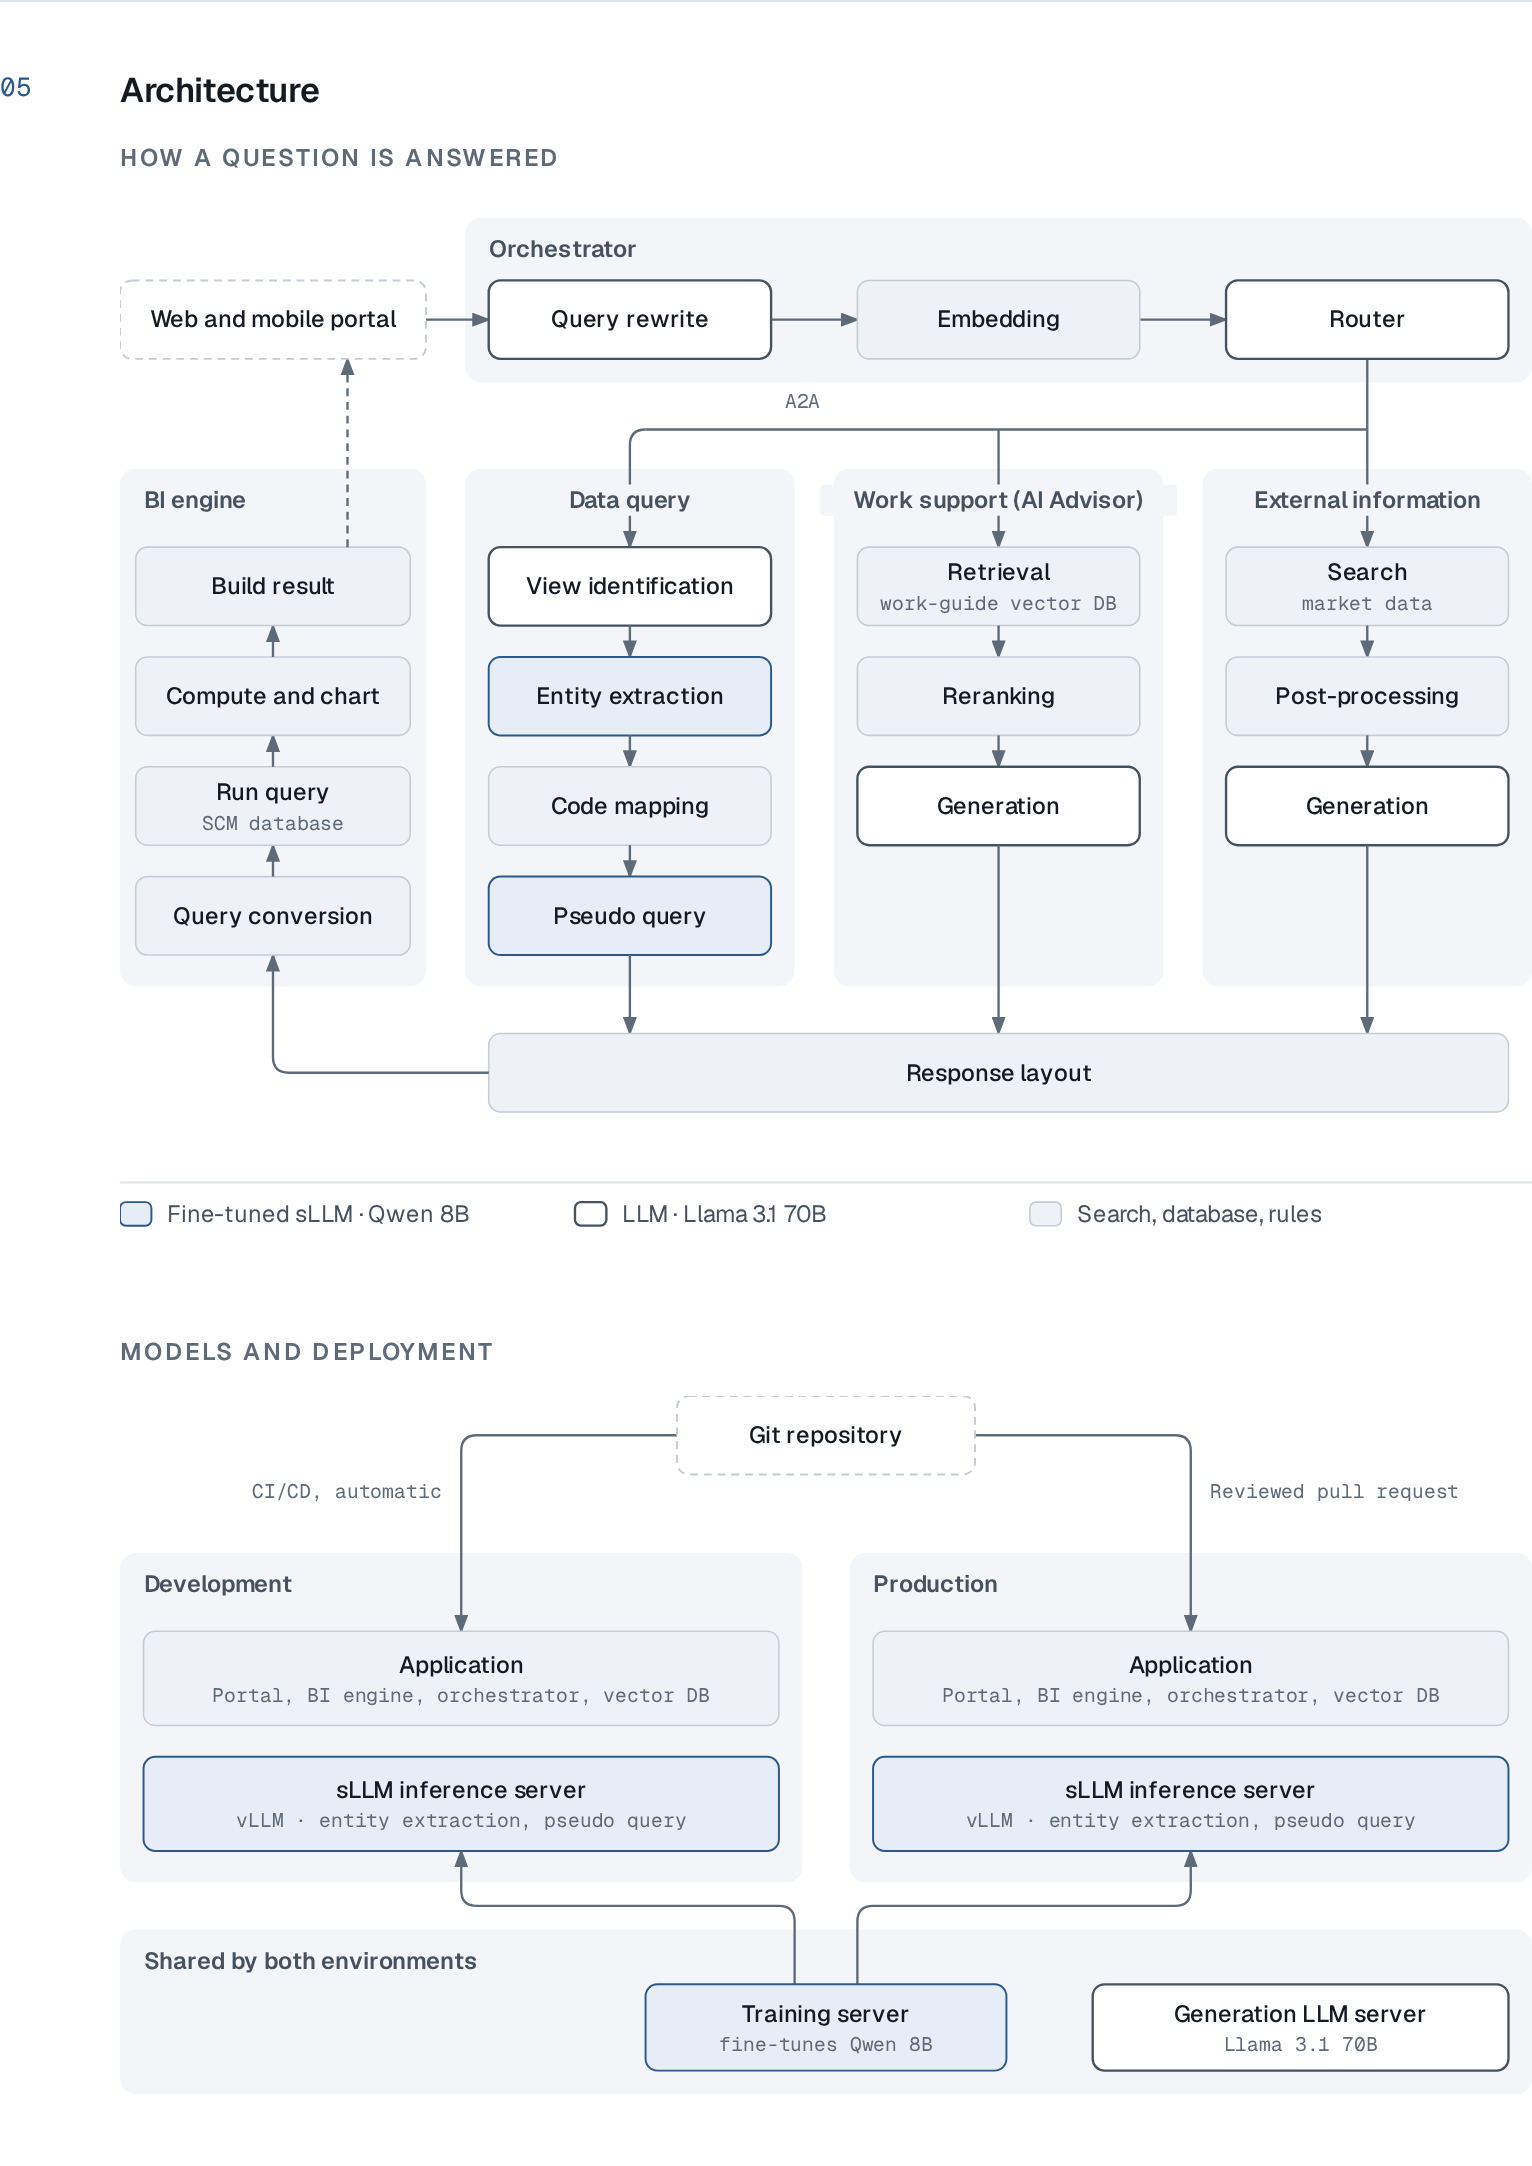 05
Architecture
HOW A QUESTION IS ANSWERED
Orchestrator
Web and mobile portal
Query rewrite
Embedding
Router
A2A
BI engine
Build result
Compute and chart
Run query
SCM database
Query conversion
Data query
View identification
Entity extraction
Code mapping
Pseudo query
Work support (AI Advisor)
Retrieval
work-guide vector DB
Reranking
Generation
External information
Search
market data
Post-processing
Generation
Response layout
Fine-tuned sLLM · Qwen 8B
LLM · Llama 3.1 70B
Search, database, rules
MODELS AND DEPLOYMENT
Git repository
CI/CD, automatic
Reviewed pull request
Development
Application
Portal, BI engine, orchestrator, vector DB
sLLM inference server
vLLM · entity extraction, pseudo query
Production
Application
Portal, BI engine, orchestrator, vector DB
sLLM inference server
vLLM · entity extraction, pseudo query
Shared by both environments
Training server
fine-tunes Qwen 8B
Generation LLM server
Llama 3.1 70B